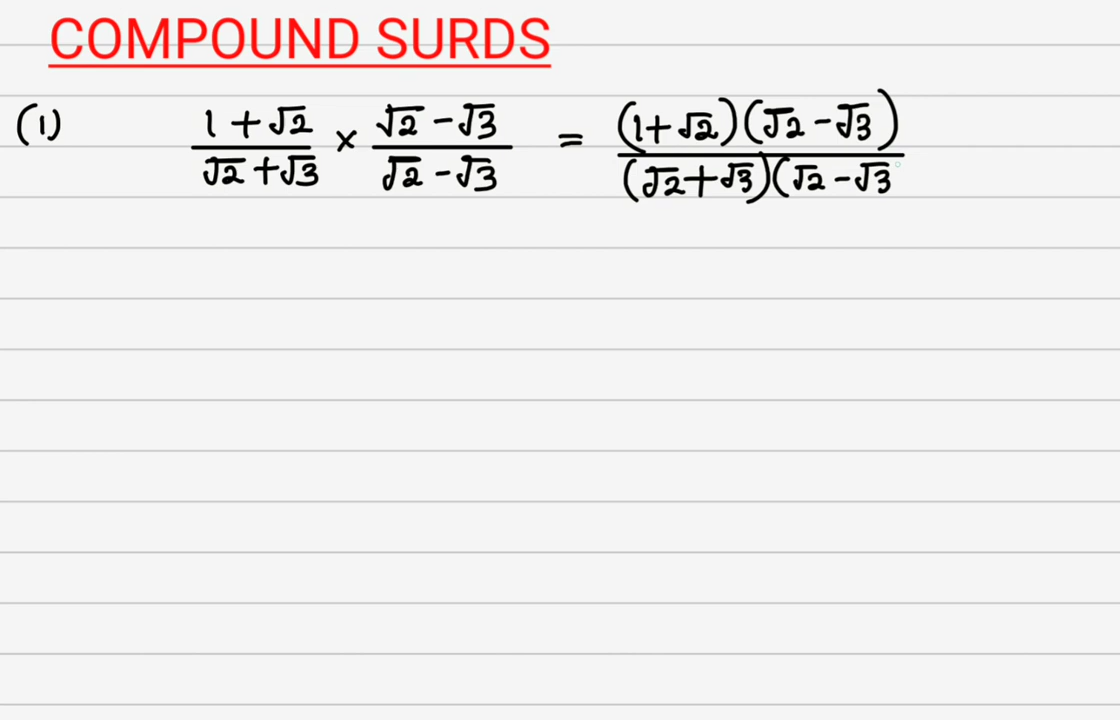 COMPOUND SURDS
(1) (1 + √2)/(√2 + √3) × (√2 - √3)/(√2 - √3) = (1 + √2)(√2 - √3)/(√2 + √3)(√2 - √3